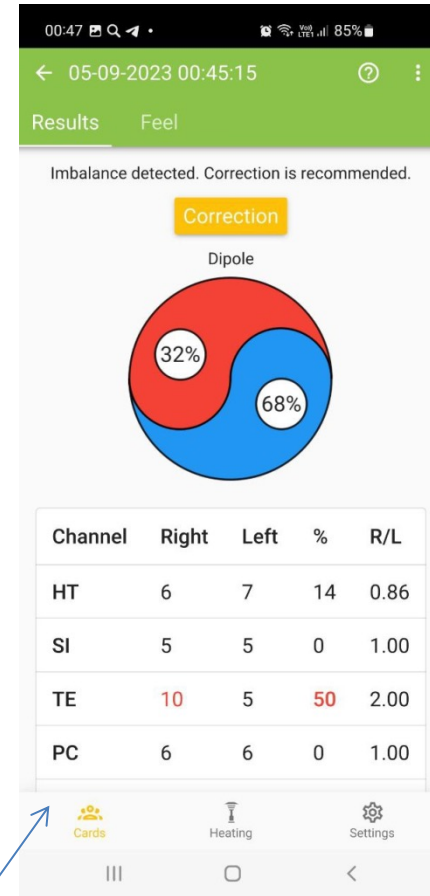 00:47 85%
← 05-09-2023 00:45:15
Results Feel
Imbalance detected. Correction is recommended.
Correction
Dipole
32%
68%
Channel Right Left % R/L
HT 6 7 14 0.86
SI 5 5 0 1.00
TE 10 5 50 2.00
PC 6 6 0 1.00
Cards Heating Settings